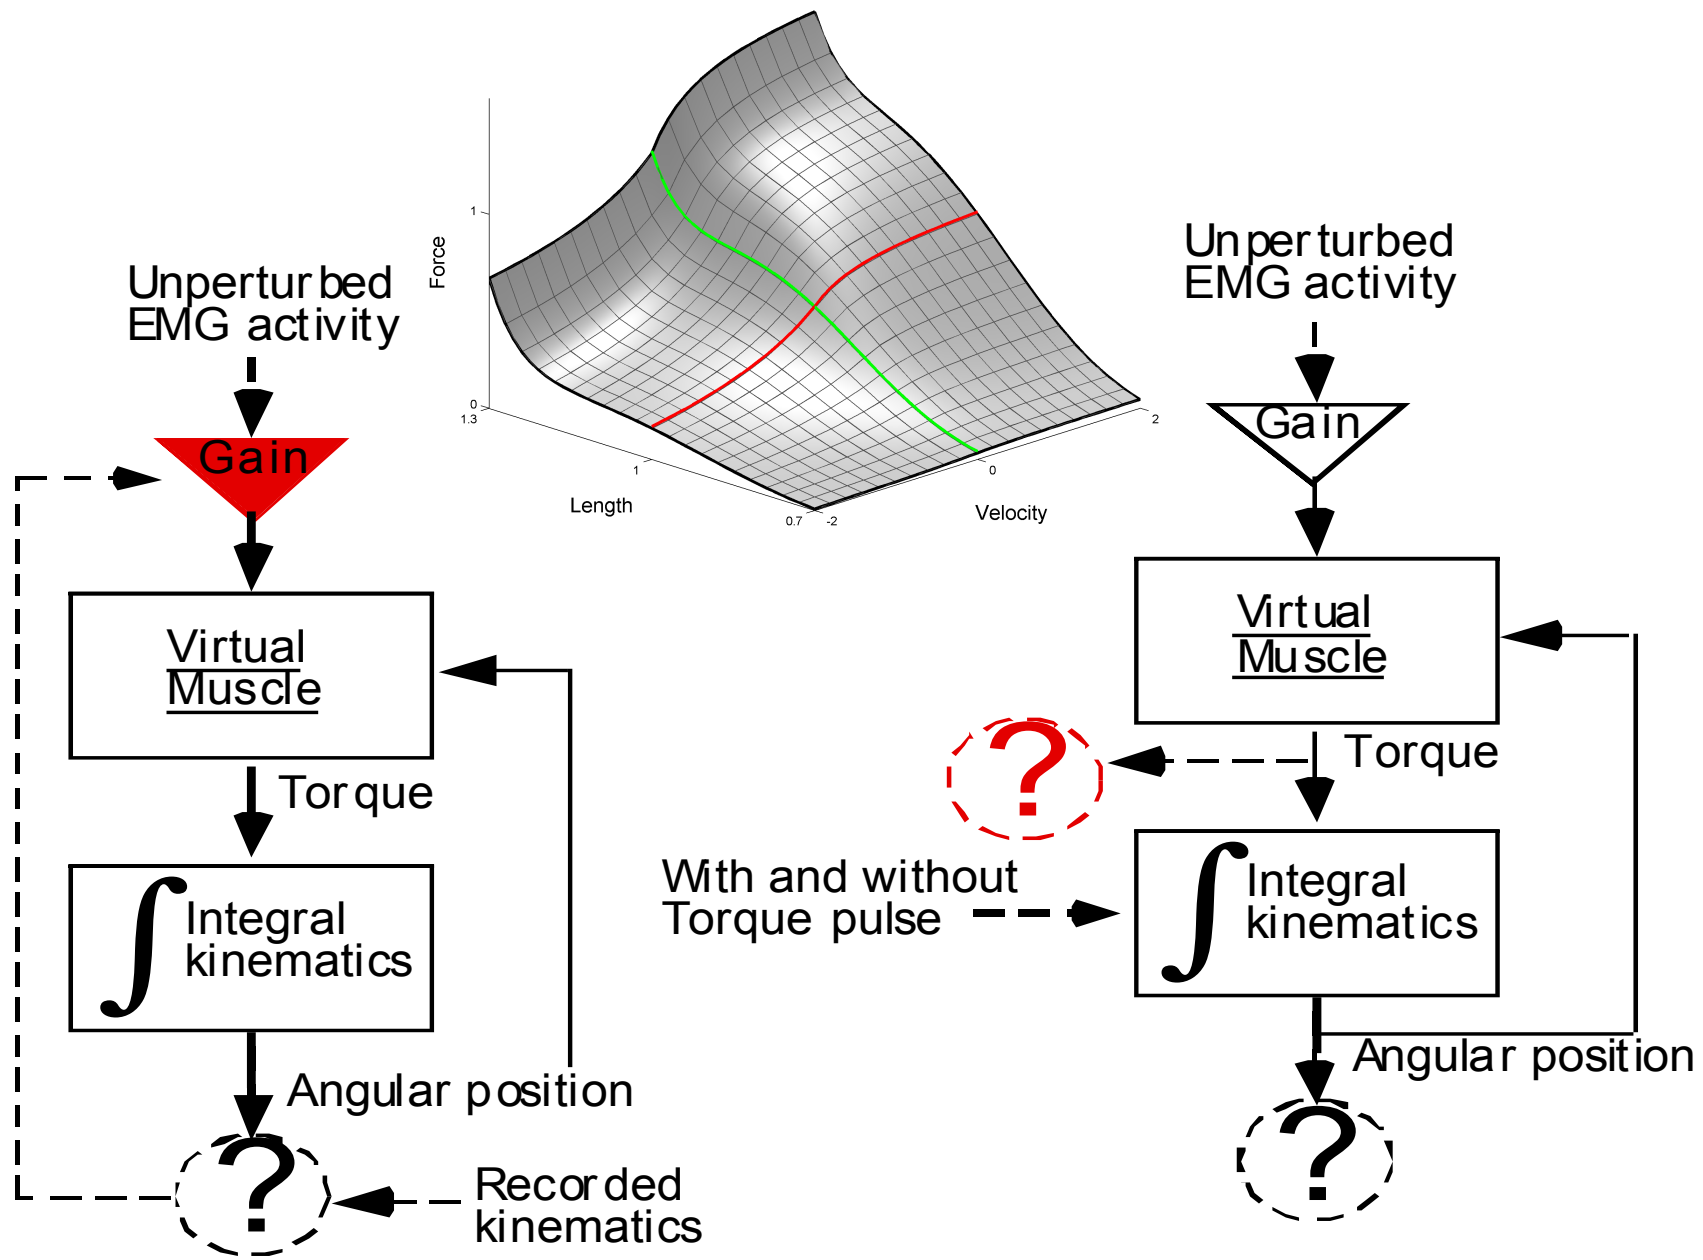 Force
1
0
1.3
1
0.7
-2
0
2
Length
Velocity
Unperturbed
EMG activity
Gain
Virtual
Muscle
Torque
∫ Integral
kinematics
Angular position
?
Recorded
kinematics
Unperturbed
EMG activity
Gain
Virtual
Muscle
?
Torque
With and without
Torque pulse
∫ Integral
kinematics
Angular position
?